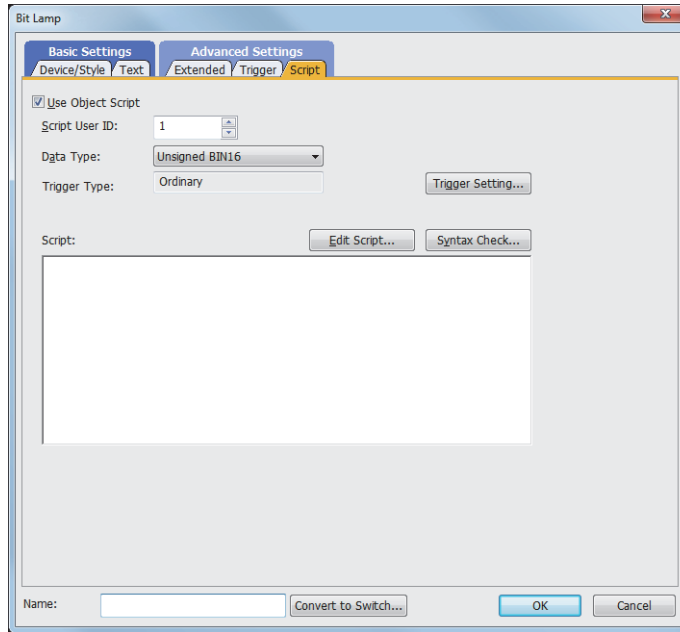 Bit Lamp
x
Basic Settings Advanced Settings
Device/Style Text Extended Trigger Script
Use Object Script
Script User ID: 1
Data Type: Unsigned BIN16
Trigger Type: Ordinary Trigger Setting...
Script: Edit Script... Syntax Check...
Name: Convert to Switch... OK Cancel